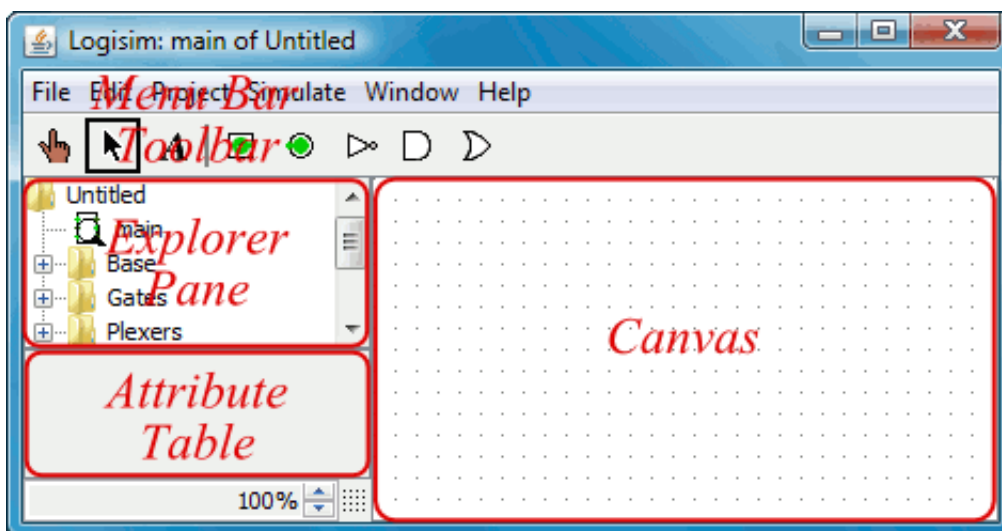 Logisim: main of Untitled
File Edit Project Simulate Window Help
Menu Bar
Toolbar
A
Untitled
main
Base
Gates
Plexers
Explorer
Pane
Canvas
Attribute
Table
100%